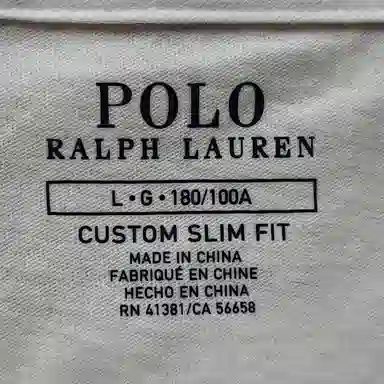 POLO
RALPH LAUREN
L • G • 180/100A
CUSTOM SLIM FIT
MADE IN CHINA
FABRIQUÉ EN CHINE
HECHO EN CHINA
RN 41381/CA 56658